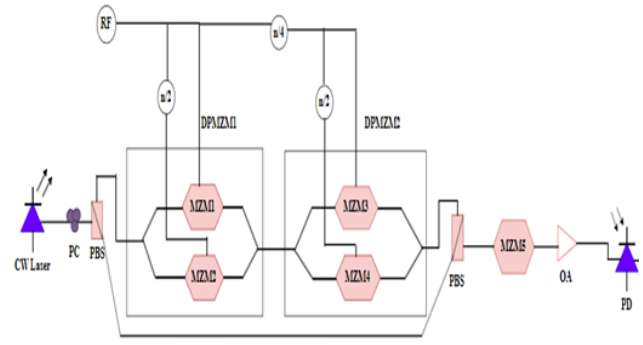 RF
π/4
π/2
π/2
DPMZM1
DPMZM2
MZM1
MZM3
MZM2
MZM4
CW Laser
PC
PBS
PBS
MZM5
OA
PD